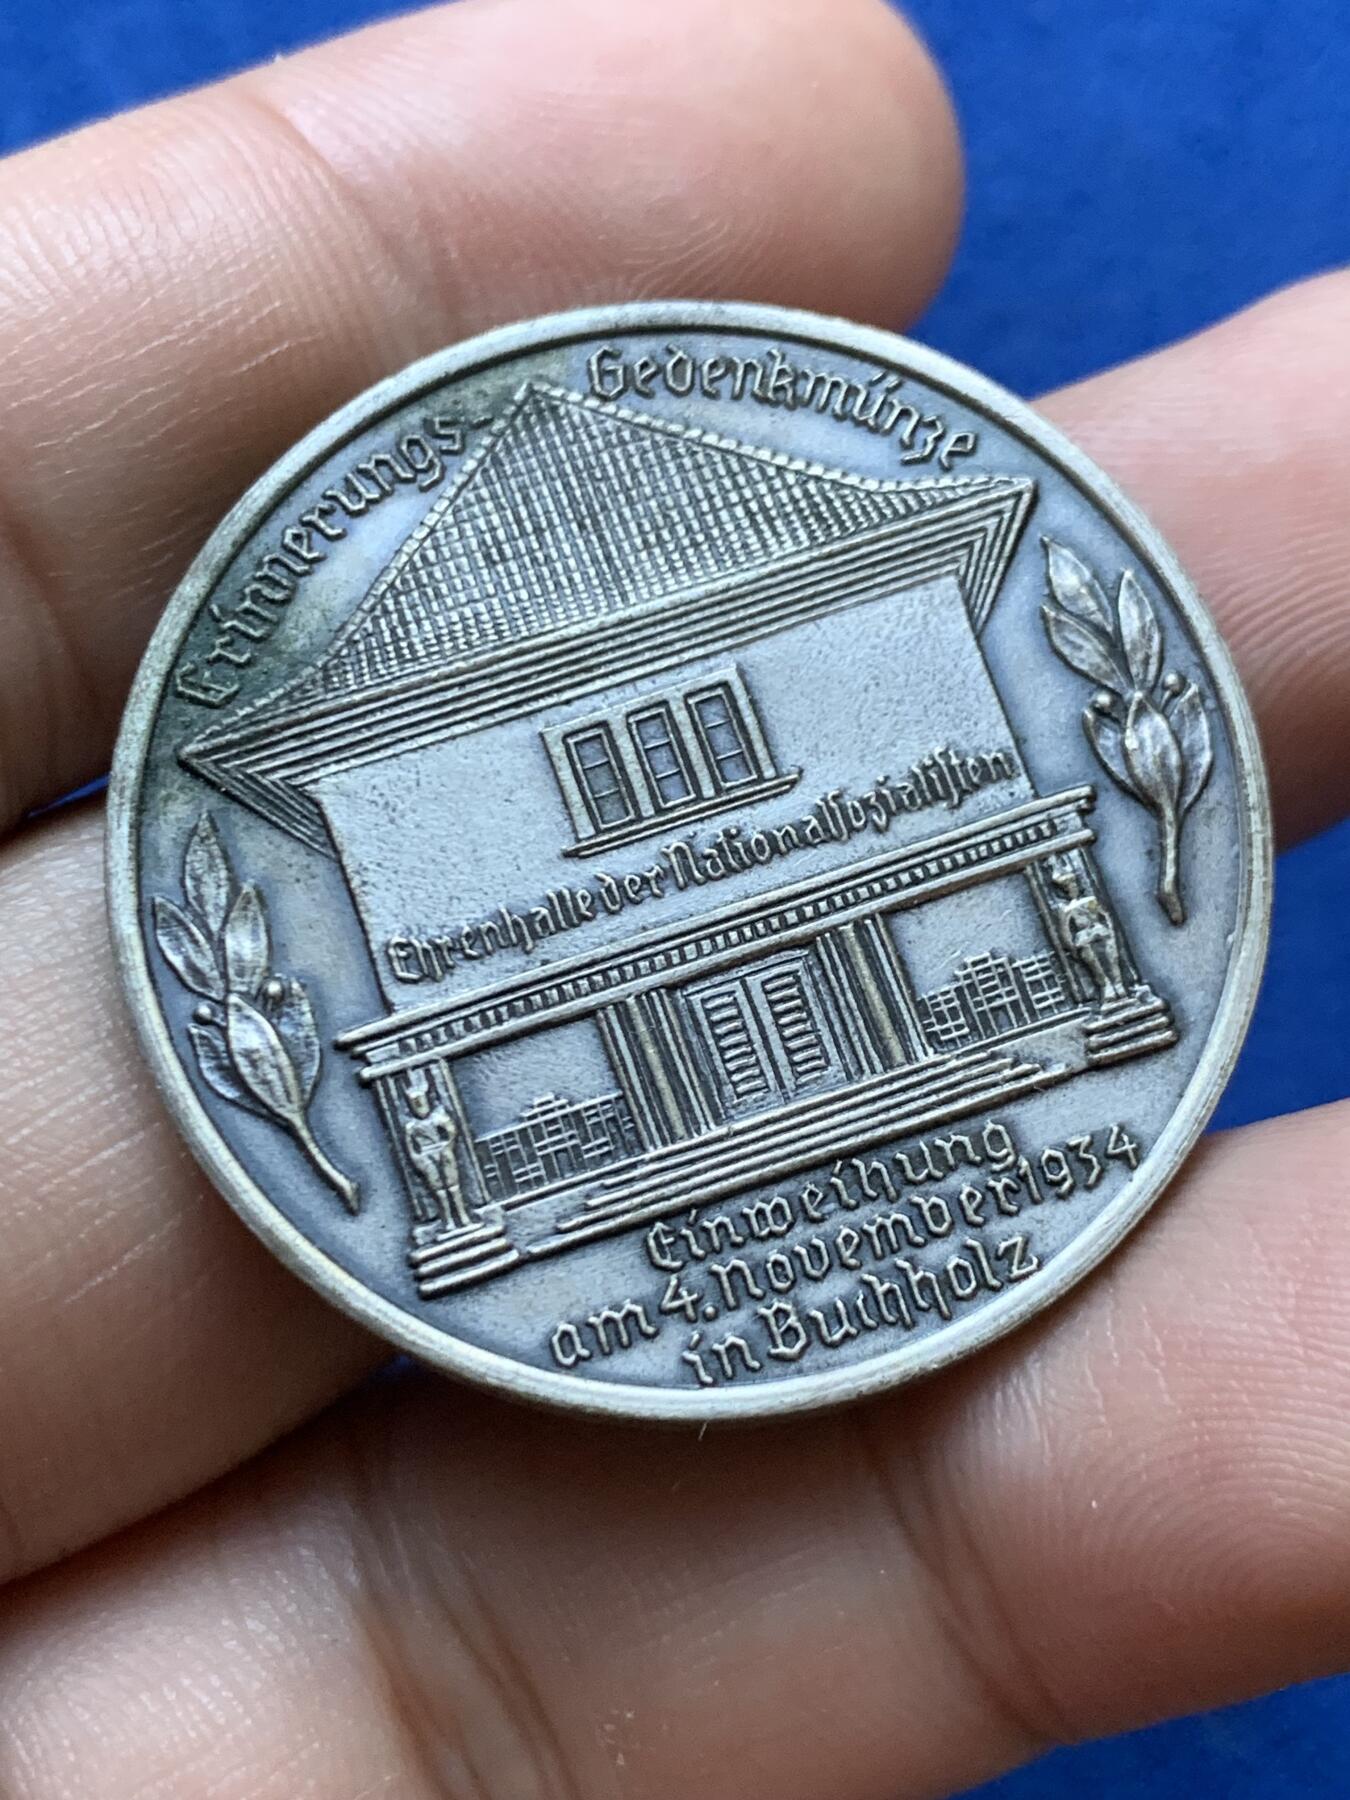 Erinnerungs- Gedenkmünze
Ehrenhalle der Nationalsozialisten
Einweihung
am 4. November 1934
in Buchholz